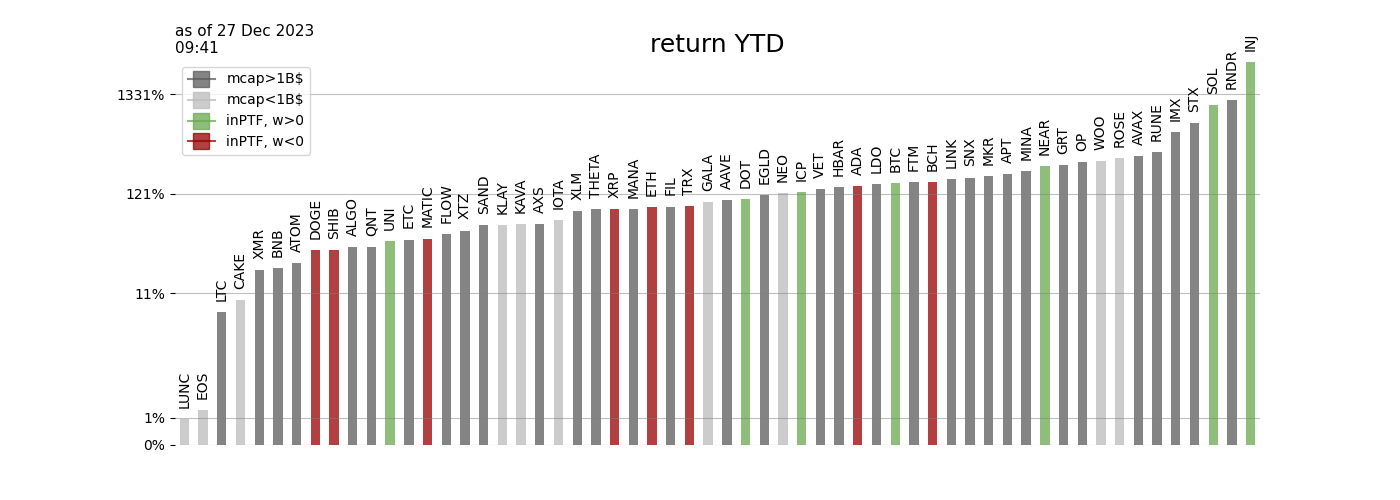 as of 27 Dec 2023
09:41
return YTD
mcap>1B$
mcap<1B$
inPTF, w>0
inPTF, w<0
1331%
121%
11%
1%
0%
LUNC
EOS
LTC
CAKE
XMR
BNB
ATOM
DOGE
SHIB
ALGO
QNT
UNI
ETC
MATIC
FLOW
XTZ
SAND
KLAY
KAVA
AXS
IOTA
XLM
THETA
XRP
MANA
ETH
FIL
TRX
GALA
AAVE
DOT
EGLD
NEO
ICP
VET
HBAR
ADA
LDO
BTC
FTM
BCH
LINK
SNX
MKR
APT
MINA
NEAR
GRT
OP
WOO
ROSE
AVAX
RUNE
IMX
STX
SOL
RNDR
INJ